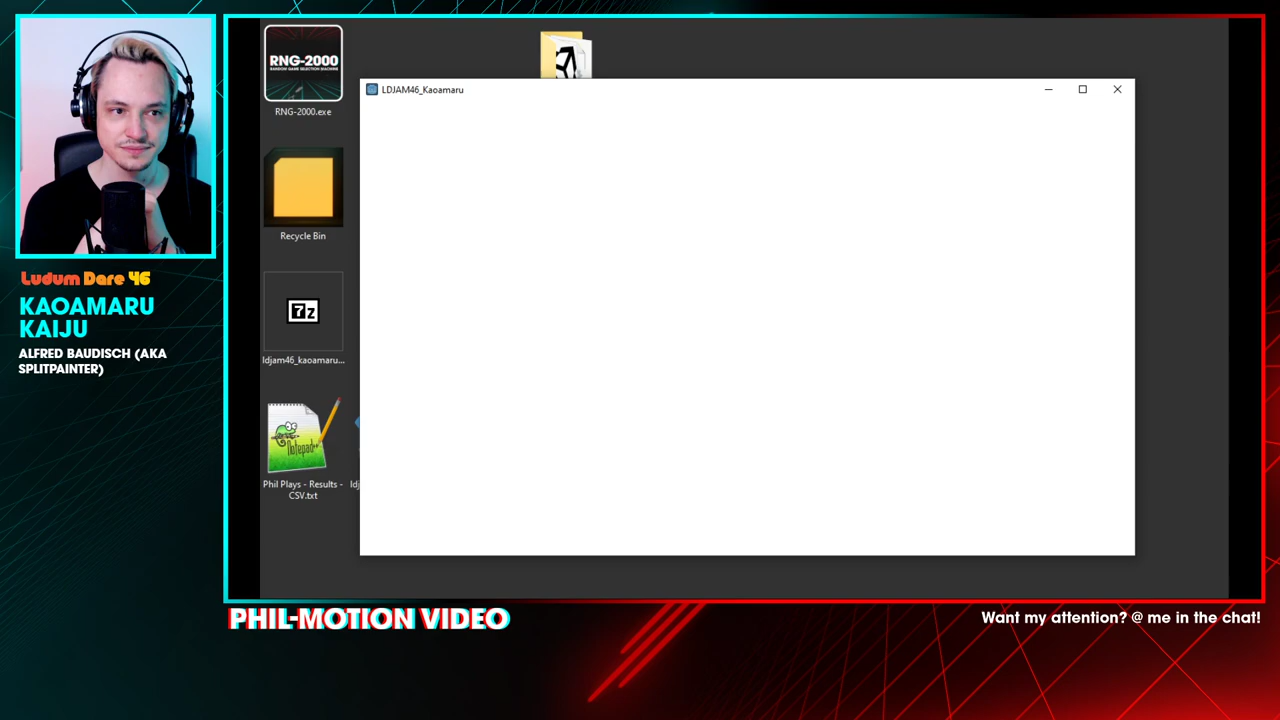 Ludum Dare 46
KAOAMARU
KAIJU
ALFRED BAUDISCH (AKA
SPLITPAINTER)
RNG-2000
RANDOM GAME SELECTION MACHINE
RNG-2000.exe
Recycle Bin
7z
ldjam46_kaoamaru...
Notepad++
Phil Plays - Results -
CSV.txt
ldj
LDJAM46_Kaoamaru
PHIL-MOTION VIDEO
Want my attention? @ me in the chat!